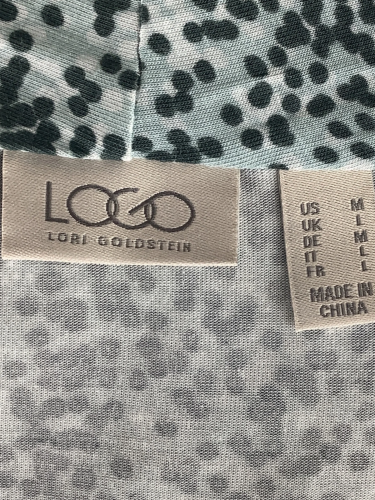 LOGO
LORI GOLDSTEIN
US M
UK L
DE M
IT L
FR L
MADE IN
CHINA